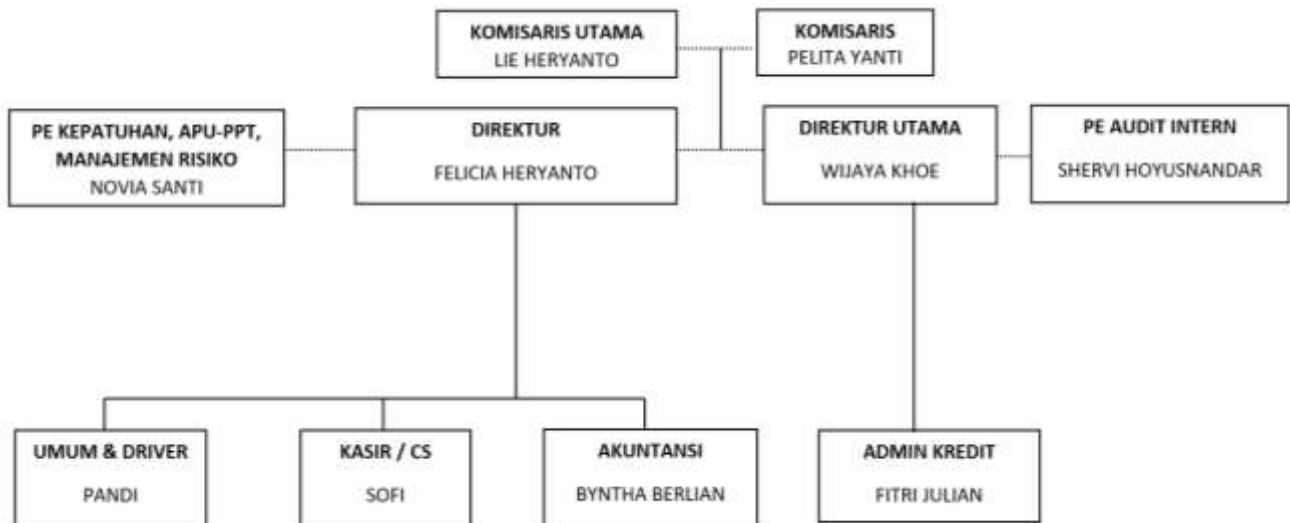 KOMISARIS UTAMA
LIE HERYANTO
KOMISARIS
PELITA YANTI
PE KEPATUHAN, APU-PPT,
MANAJEMEN RISIKO
NOVIA SANTI
DIREKTUR
FELICIA HERYANTO
DIREKTUR UTAMA
WIJAYA KHOE
PE AUDIT INTERN
SHERVI HOYUSNANDAR
UMUM & DRIVER
PANDI
KASIR / CS
SOFI
AKUNTANSI
BYNTHA BERLIAN
ADMIN KREDIT
FITRI JULIAN